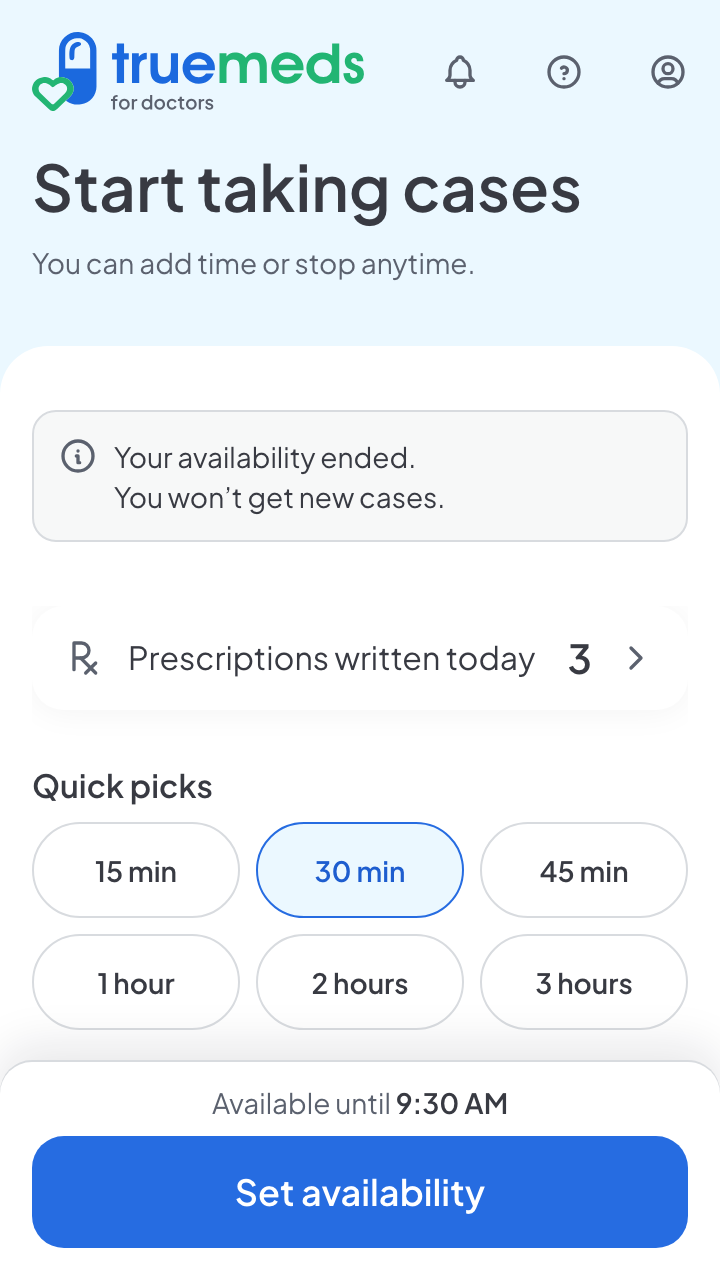 truemeds
for doctors
Start taking cases
You can add time or stop anytime.
Your availability ended.
You won’t get new cases.
Rx Prescriptions written today 3
Quick picks
15 min 30 min 45 min
1 hour 2 hours 3 hours
Available until 9:30 AM
Set availability